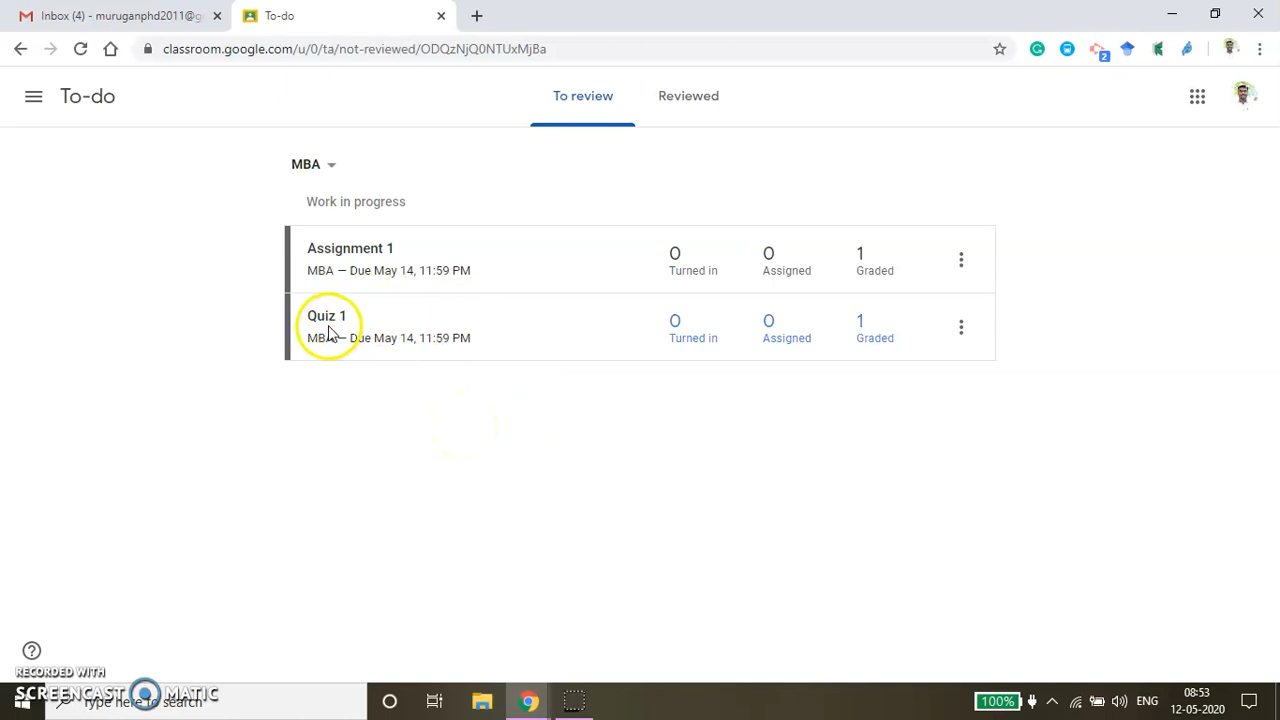 Inbox (4) - muruganphd2011@g
To-do
classroom.google.com/u/0/ta/not-reviewed/ODQzNjQ0NTUxMjBa
2
To-do
To review
Reviewed
MBA
Work in progress
Assignment 1
MBA — Due May 14, 11:59 PM
0
Turned in
0
Assigned
1
Graded
Quiz 1
MBA — Due May 14, 11:59 PM
0
Turned in
0
Assigned
1
Graded
RECORDED WITH
SCREENCAST MATIC
Type here to search
100%
ENG
08:53
12-05-2020